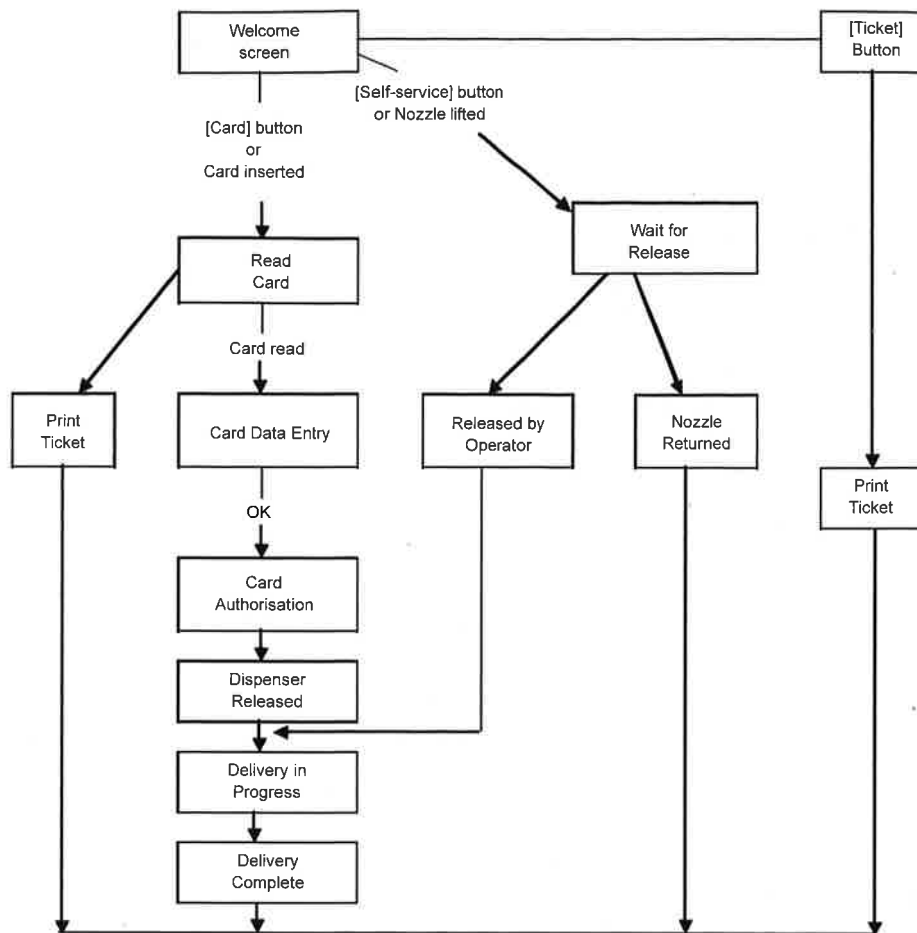 Welcome
screen
[Ticket]
Button
[Self-service] button
or Nozzle lifted
[Card] button
or
Card inserted
Wait for
Release
Read
Card
Card read
Print
Ticket
Card Data Entry
Released by
Operator
Nozzle
Returned
Print
Ticket
OK
Card
Authorisation
Dispenser
Released
Delivery in
Progress
Delivery
Complete